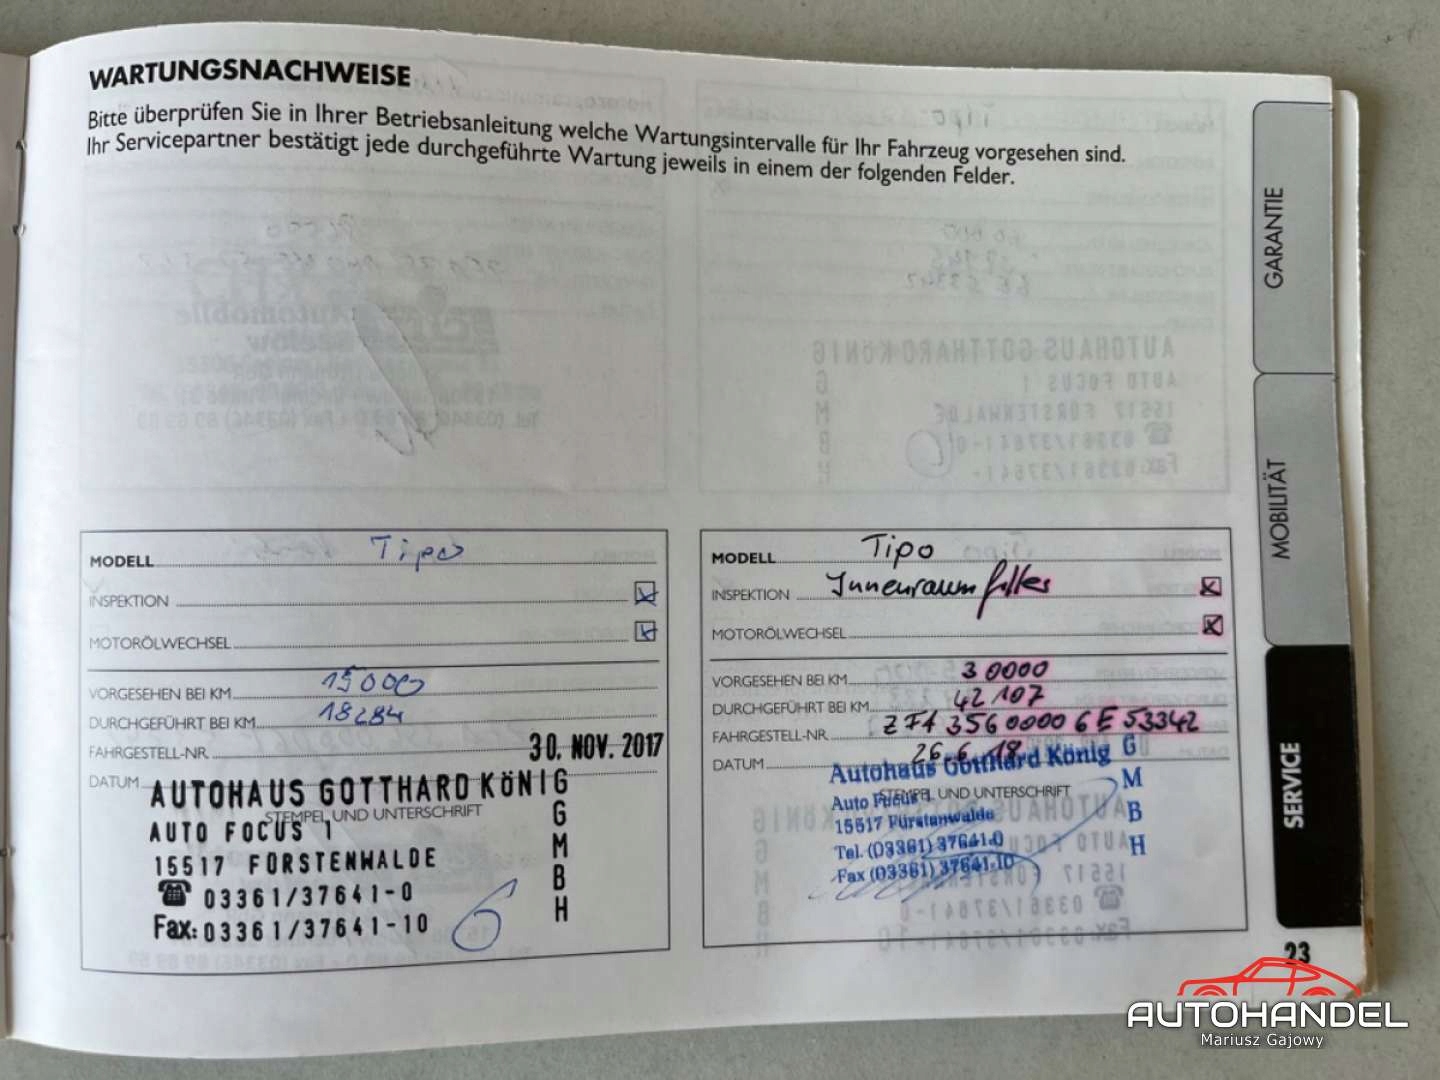 WARTUNGSNACHWEISE
Bitte überprüfen Sie in Ihrer Betriebsanleitung welche Wartungsintervalle für Ihr Fahrzeug vorgesehen sind.
Ihr Servicepartner bestätigt jede durchgeführte Wartung jeweils in einem der folgenden Felder.
MODELL Tipo
INSPEKTION
MOTORÖLWECHSEL
VORGESEHEN BEI KM 15000
DURCHGEFÜHRT BEI KM 18284
FAHRGESTELL-NR.
30. NOV. 2017
DATUM
AUTOHAUS GOTTHARD KÖNIG
STEMPEL UND UNTERSCHRIFT
AUTO FOCUS 1
15517 FÜRSTENWALDE
03361/37641-0
Fax: 03361/37641-10
G
M
B
H
MODELL Tipo
INSPEKTION Innenraumfilter
MOTORÖLWECHSEL
VORGESEHEN BEI KM 30000
DURCHGEFÜHRT BEI KM 42107
FAHRGESTELL-NR. ZFA 3560000 6E 53342
DATUM 26.6.18
Autohaus Gotthard König G
STEMPEL UND UNTERSCHRIFT
Auto Focus 1
15517 Fürstenwalde
Tel. (03361) 37641-0
Fax (03361) 37641-10
M
B
H
GARANTIE
MOBILITÄT
SERVICE
23
AUTOHANDEL
Mariusz Gajowy